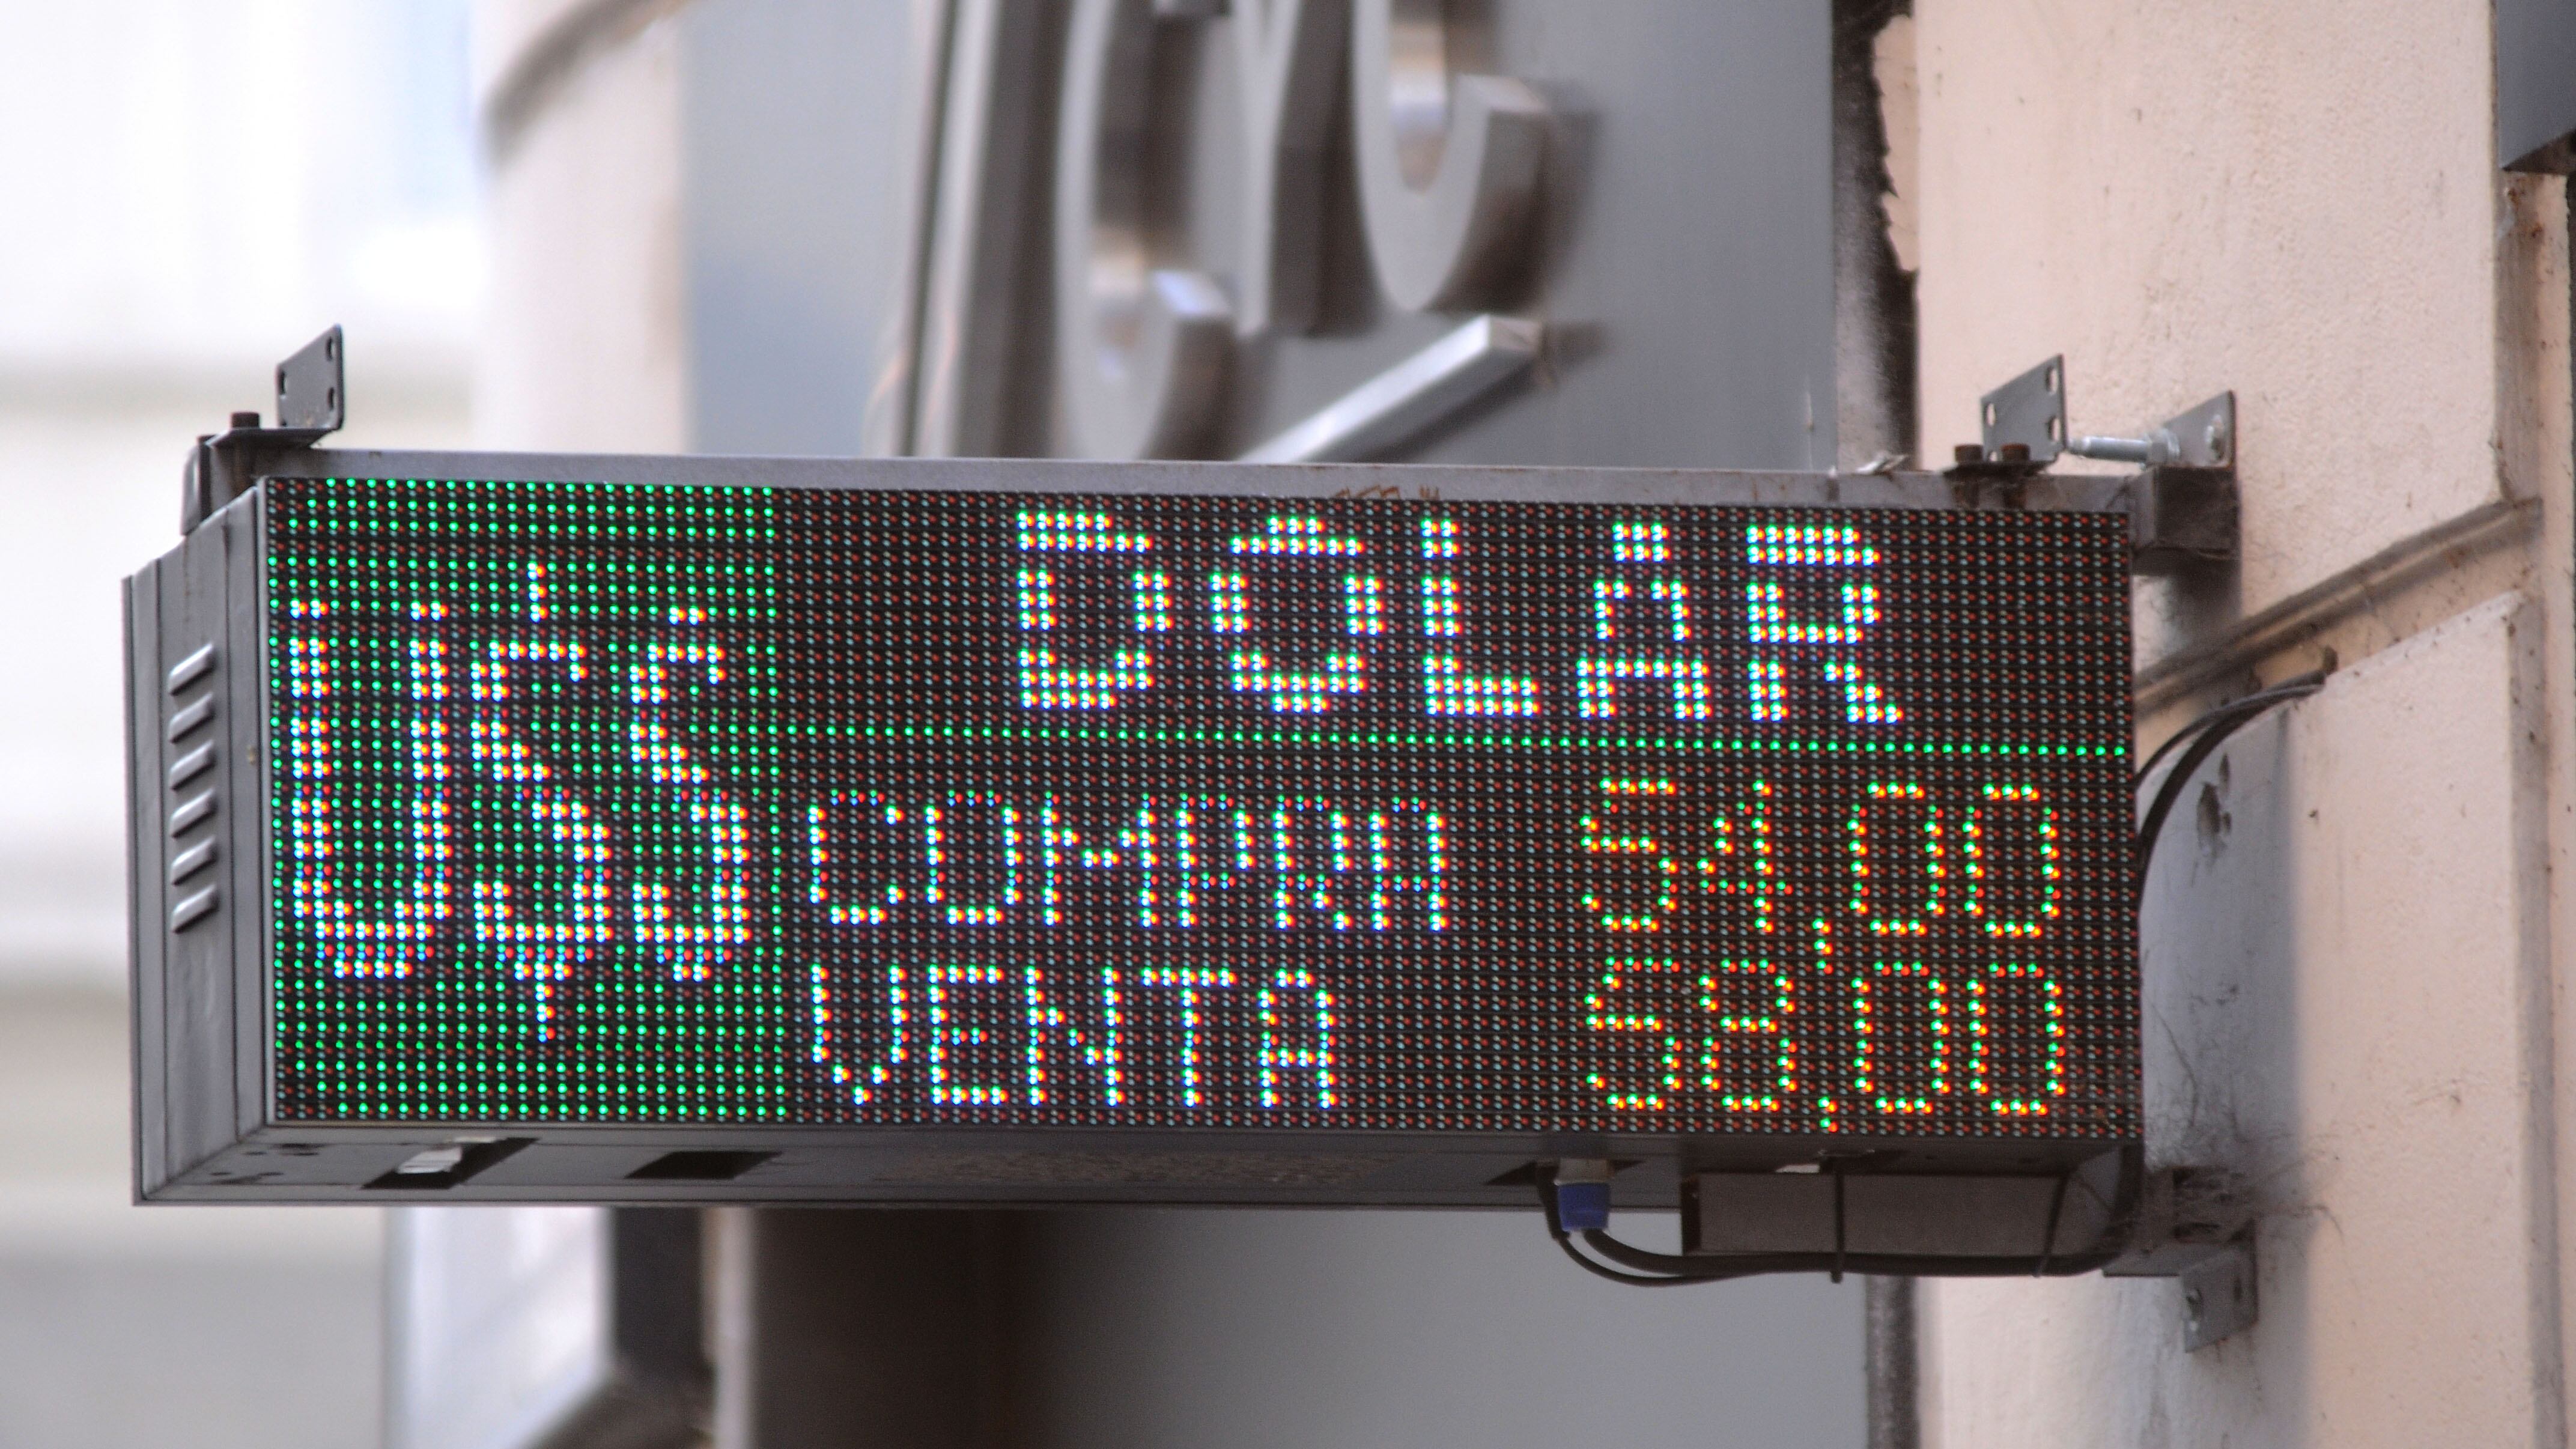 U$S
DOLAR
COMPRA 54,00
VENTA 58,00